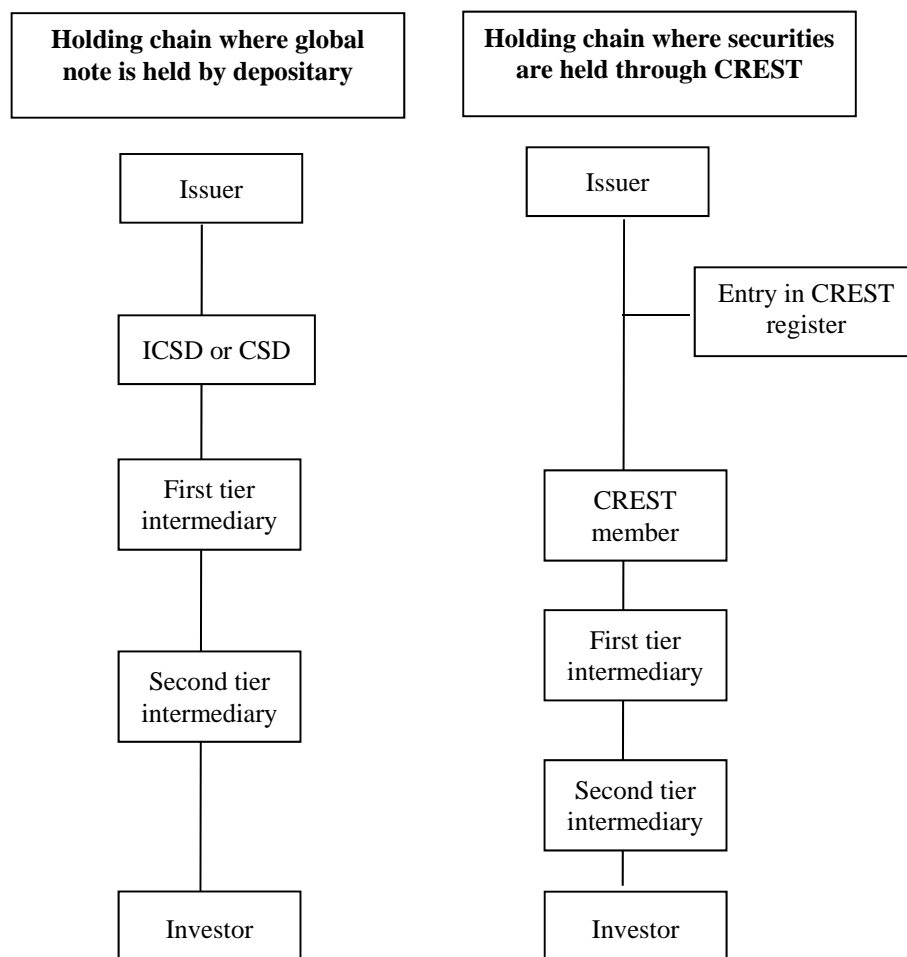 Holding chain where global
note is held by depositary
Issuer
ICSD or CSD
First tier
intermediary
Second tier
intermediary
Investor
Holding chain where securities
are held through CREST
Issuer
Entry in CREST
register
CREST
member
First tier
intermediary
Second tier
intermediary
Investor